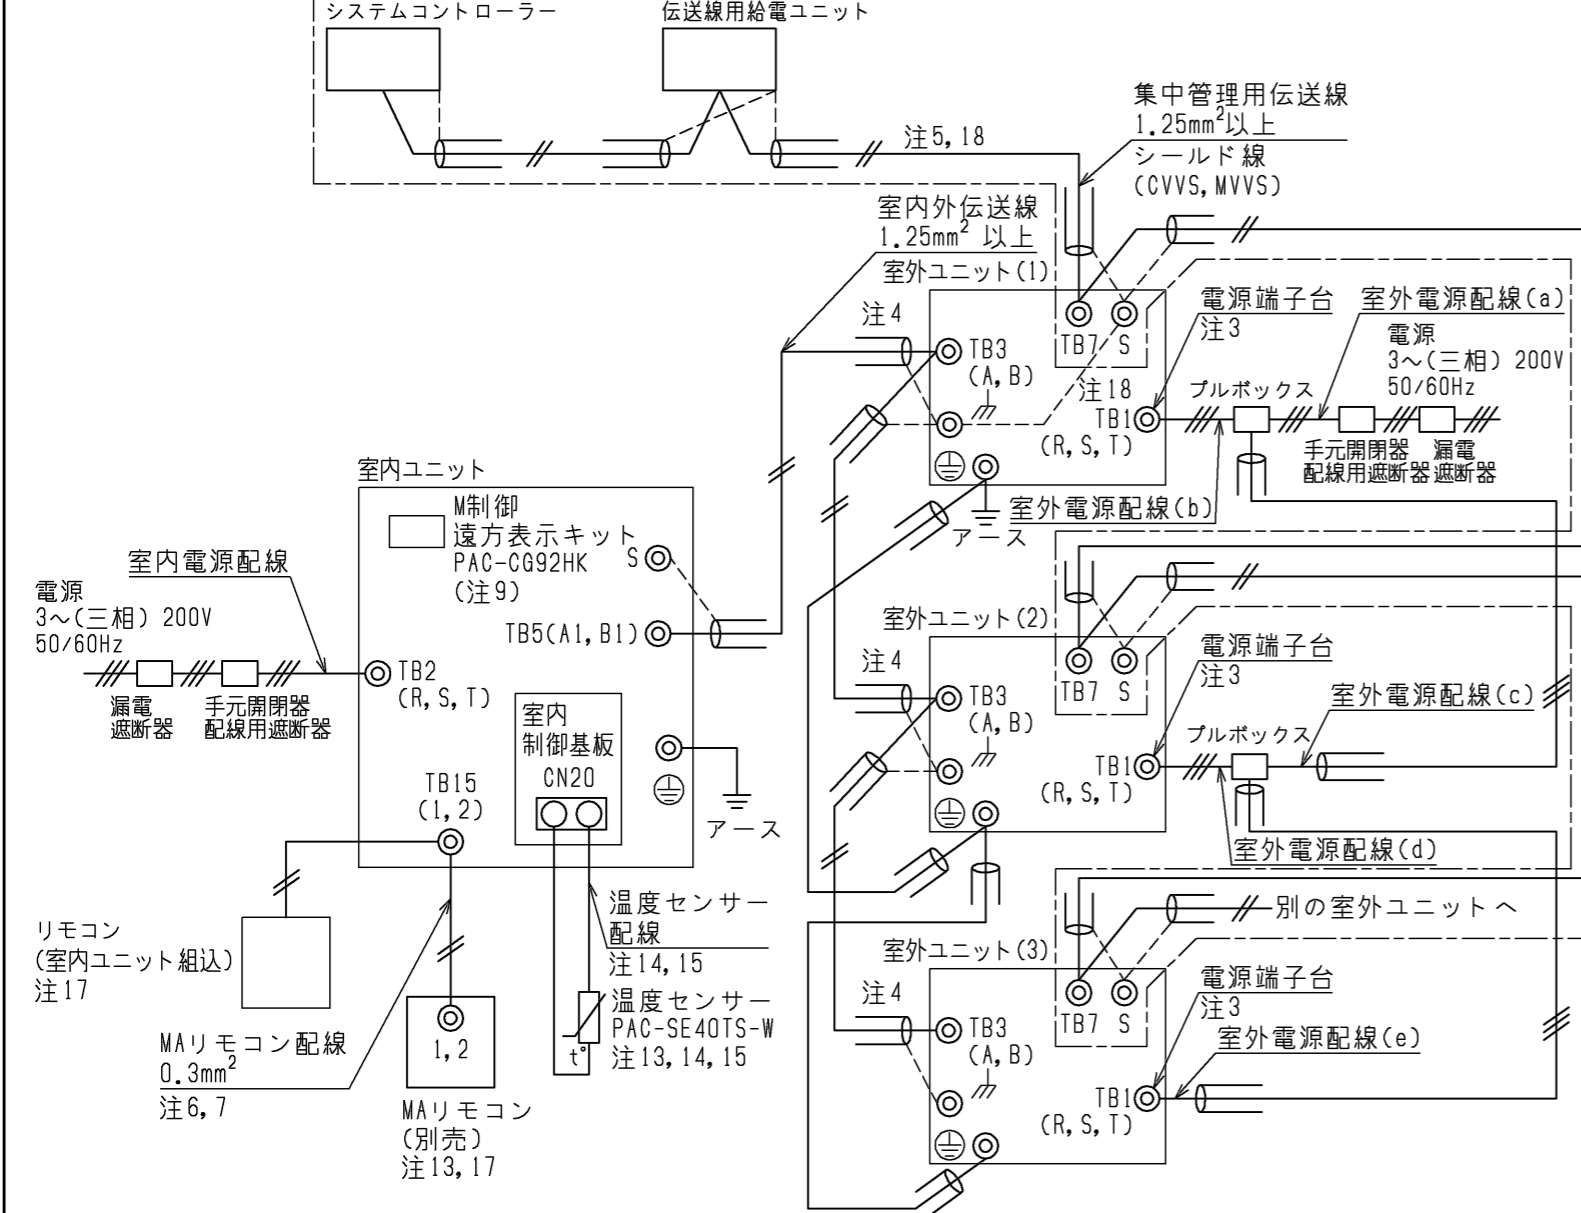 システムコントローラー
伝送線用給電ユニット
集中管理用伝送線
1.25mm²以上
シールド線
(CVVS,MVVS)
注5,18
室内外伝送線
1.25mm² 以上
室外ユニット(1)
注4
TB3
(A,B)
TB7 S
注18
TB1
(R,S,T)
電源端子台
注3
室外電源配線(a)
電源
3～(三相) 200V
50/60Hz
プルボックス
手元開閉器
配線用遮断器
漏電
遮断器
室外電源配線(b)
アース
室内ユニット
M制御
遠方表示キット
PAC-CG92HK
(注9)
S
TB5(A1,B1)
室内電源配線
電源
3～(三相) 200V
50/60Hz
漏電
遮断器
手元開閉器
配線用遮断器
TB2
(R,S,T)
室内
制御基板
CN20
TB15
(1,2)
アース
室外ユニット(2)
注4
TB3
(A,B)
TB7 S
TB1
(R,S,T)
電源端子台
注3
室外電源配線(c)
プルボックス
室外電源配線(d)
リモコン
(室内ユニット組込)
注17
MAリモコン配線
0.3mm²
注6,7
1,2
MAリモコン
(別売)
注13,17
温度センサー
配線
注14,15
t°
温度センサー
PAC-SE40TS-W
注13,14,15
別の室外ユニットへ
室外ユニット(3)
注4
TB3
(A,B)
TB7 S
TB1
(R,S,T)
電源端子台
注3
室外電源配線(e)